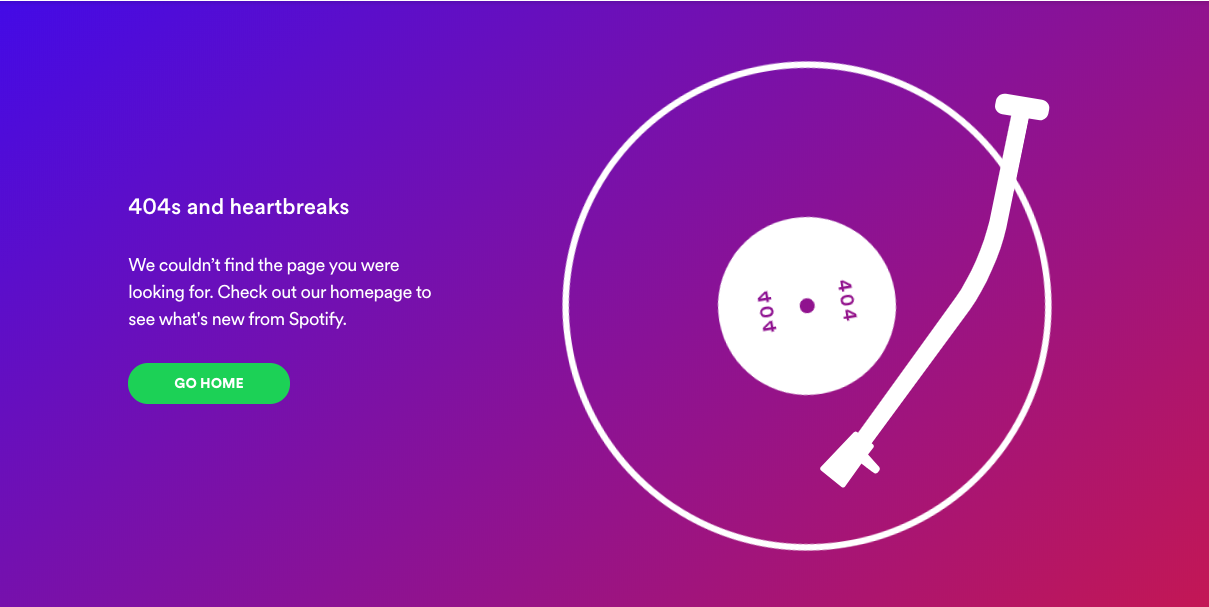 404s and heartbreaks
We couldn’t find the page you were
looking for. Check out our homepage to
see what's new from Spotify.
GO HOME
404
404